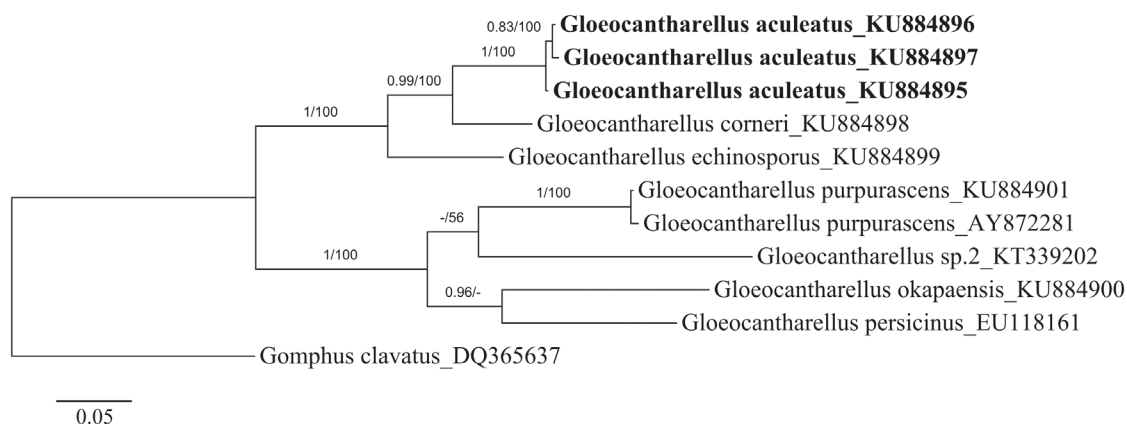 0.83/100
Gloeocantharellus aculeatus_KU884896
1/100
Gloeocantharellus aculeatus_KU884897
0.99/100
Gloeocantharellus aculeatus_KU884895
1/100
Gloeocantharellus corneri_KU884898
Gloeocantharellus echinosporus_KU884899
1/100
Gloeocantharellus purpurascens_KU884901
-/56
Gloeocantharellus purpurascens_AY872281
1/100
Gloeocantharellus sp.2_KT339202
0.96/-
Gloeocantharellus okapaensis_KU884900
Gloeocantharellus persicinus_EU118161
Gomphus clavatus_DQ365637
0.05